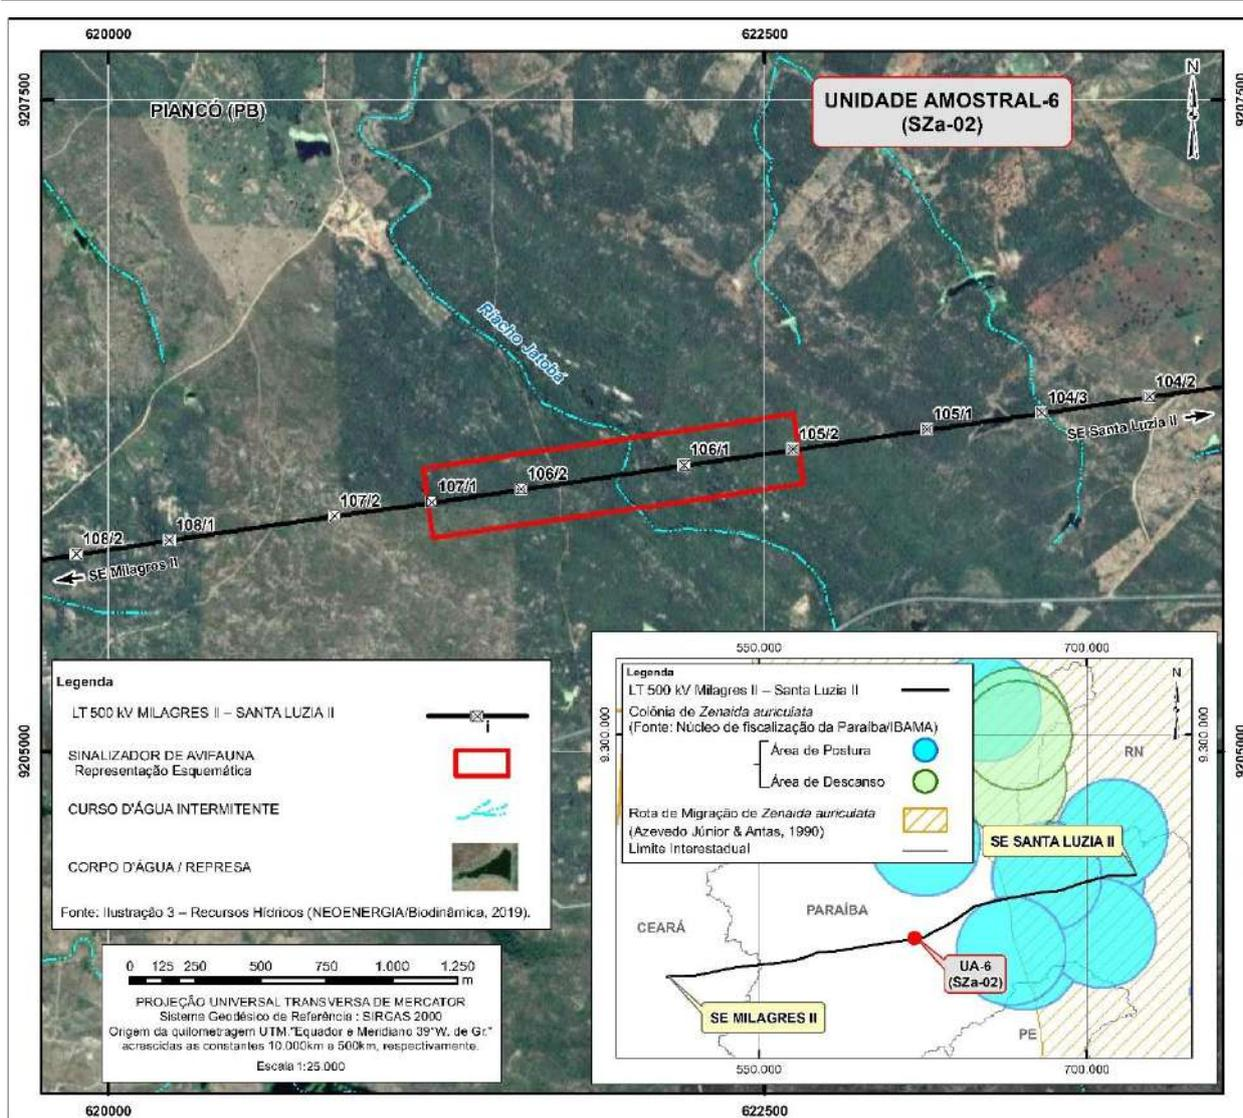 620000
622500
9207500
9207500
N
PIANCÓ (PB)
UNIDADE AMOSTRAL-6
(SZa-02)
Riacho Jatobá
104/2
104/3
SE Santa Luzia II
105/1
105/2
106/1
106/2
107/1
107/2
108/1
108/2
SE Milagres II
9205000
9205000
Legenda
LT 500 kV MILAGRES II – SANTA LUZIA II
SINALIZADOR DE AVIFAUNA
Representação Esquemática
CURSO D'ÁGUA INTERMITENTE
CORPO D'ÁGUA / REPRESA
Fonte: Ilustração 3 – Recursos Hídricos (NEOENERGIA/Biodinâmica, 2019).
0 125 250 500 750 1.000 1.250
m
PROJEÇÃO UNIVERSAL TRANSVERSA DE MERCATOR
Sistema Geodésico de Referência : SIRGAS 2000
Origem da quilometragem UTM."Equador e Meridiano 39°W. de Gr."
acrescidas as constantes 10.000km e 500km, respectivamente.
Escala 1:25.000
550.000
700.000
9.300.000
9.300.000
N
Legenda
LT 500 kV Milagres II – Santa Luzia II
Colônia de Zenaida auriculata
(Fonte: Núcleo de fiscalização da Paraíba/IBAMA)
Área de Postura
Área de Descanso
Rota de Migração de Zenaida auriculata
(Azevedo Júnior & Antas, 1990)
Limite Interestadual
RN
SE SANTA LUZIA II
PARAÍBA
CEARÁ
UA-6
(SZa-02)
SE MILAGRES II
PE
550.000
700.000
620000
622500